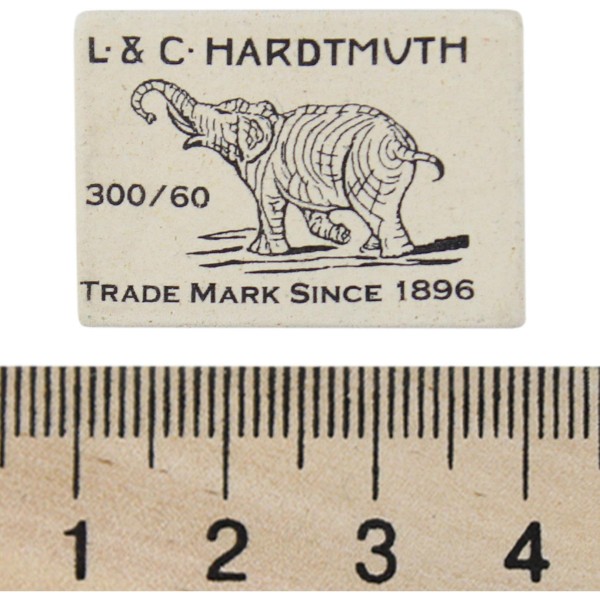 L·&C·HARDTMUTH
300/60
TRADE MARK SINCE 1896
1 2 3 4